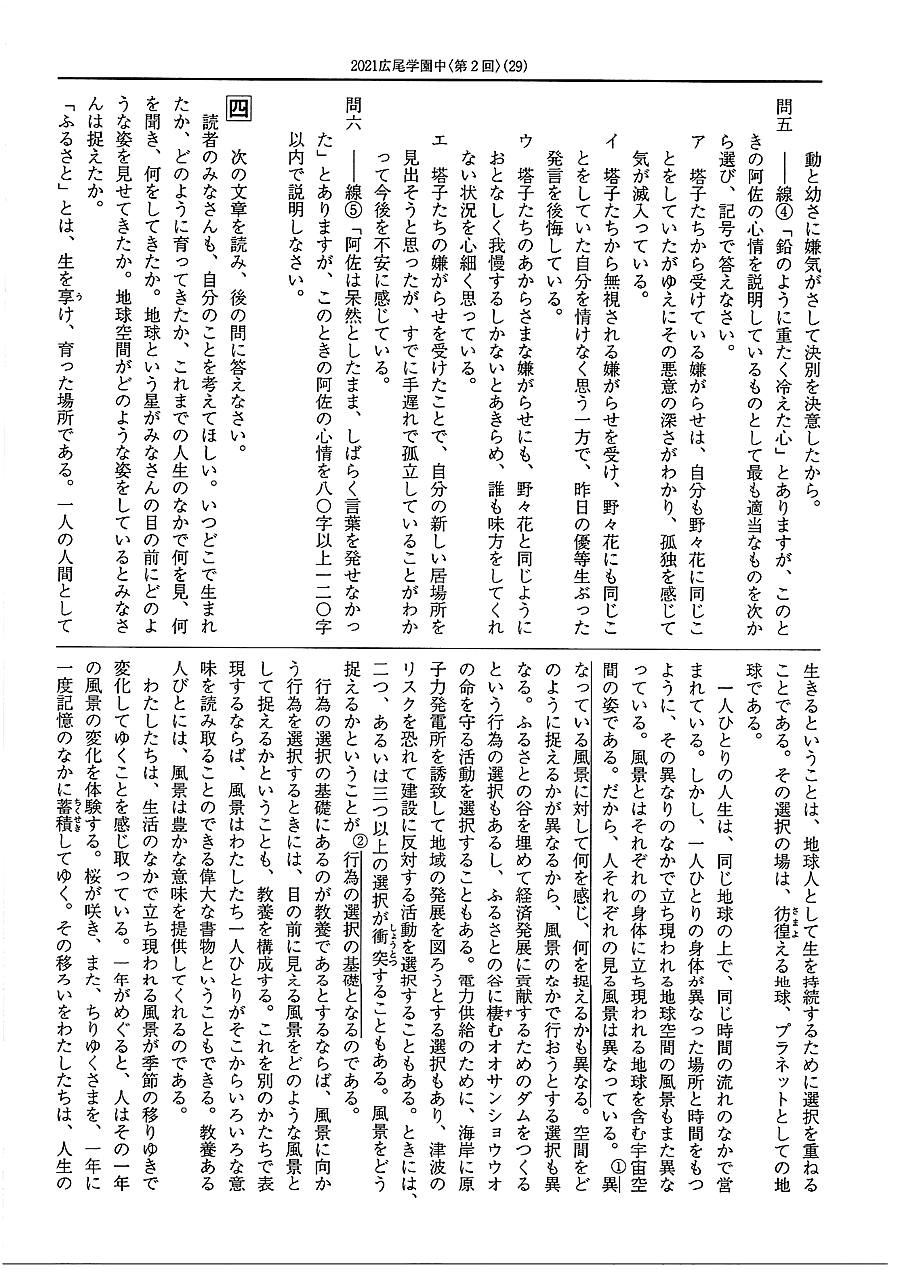 2021広尾学園中〈第2回〉(29)
動と幼さに嫌気がさして決別を決意したから。
問五 ――線④「鉛のように重たく冷えた心」とありますが、このと
きの阿佐の心情を説明しているものとして最も適当なものを次か
ら選び、記号で答えなさい。
ア 塔子たちから受けている嫌がらせは、自分も野々花に同じこ
とをしていたがゆえにその悪意の深さがわかり、孤独を感じて
気が滅入っている。
イ 塔子たちから無視される嫌がらせを受け、野々花にも同じこ
とをしていた自分を情けなく思う一方で、昨日の優等生ぶった
発言を後悔している。
ウ 塔子たちのあからさまな嫌がらせにも、野々花と同じように
おとなしく我慢するしかないとあきらめ、誰も味方をしてくれ
ない状況を心細く思っている。
エ 塔子たちの嫌がらせを受けたことで、自分の新しい居場所を
見出そうと思ったが、すでに手遅れで孤立していることがわか
って今後を不安に感じている。
問六 ――線⑤「阿佐は呆然としたまま、しばらく言葉を発せなかっ
た」とありますが、このときの阿佐の心情を八〇字以上一二〇字
以内で説明しなさい。
四 次の文章を読み、後の問に答えなさい。
読者のみなさんも、自分のことを考えてほしい。いつどこで生まれ
たか、どのように育ってきたか、これまでの人生のなかで何を見、何
を聞き、何をしてきたか。地球という星がみなさんの目の前にどのよ
うな姿を見せてきたか。地球空間がどのような姿をしているとみなさ
んは捉えたか。
「ふるさと」とは、生を享(う)け、育った場所である。一人の人間として
生きるということは、地球人として生を持続するために選択を重ねる
ことである。その選択の場は、彷徨(さまよ)える地球、プラネットとしての地
球である。
一人ひとりの人生は、同じ地球の上で、同じ時間の流れのなかで営
まれている。しかし、一人ひとりの身体が異なった場所と時間をもつ
ように、その異なりのなかで立ち現われる地球空間の風景もまた異な
っている。風景とはそれぞれの身体に立ち現われる地球を含む宇宙空
間の姿である。だから、人それぞれの見る風景は異なっている。①異
なっている風景に対して何を感じ、何を捉えるかも異なる。空間をど
のように捉えるかが異なるから、風景のなかで行おうとする選択も異
なる。ふるさとの谷を埋めて経済発展に貢献するためのダムをつくる
という行為の選択もあるし、ふるさとの谷に棲(す)むオオサンショウウオ
の命を守る活動を選択することもある。電力供給のために、海岸に原
子力発電所を誘致して地域の発展を図ろうとする選択もあり、津波の
リスクを恐れて建設に反対する活動を選択することもある。ときには、
二つ、あるいは三つ以上の選択が衝突(しょうとつ)することもある。風景をどう
捉えるかということが②行為の選択の基礎となるのである。
行為の選択の基礎にあるのが教養であるとするならば、風景に向か
う行為を選択するときには、目の前に見える風景をどのような風景と
して捉えるかということも、教養を構成する。これを別のかたちで表
現するならば、風景はわたしたち一人ひとりがそこからいろいろな意
味を読み取ることのできる偉大な書物ということもできる。教養ある
人びとには、風景は豊かな意味を提供してくれるのである。
わたしたちは、生活のなかで立ち現われる風景が季節の移りゆきで
変化してゆくことを感じ取っている。一年がめぐると、人はその一年
の風景の変化を体験する。桜が咲き、また、ちりゆくさまを、一年に
一度記憶のなかに蓄積(ちくせき)してゆく。その移ろいをわたしたちは、人生の